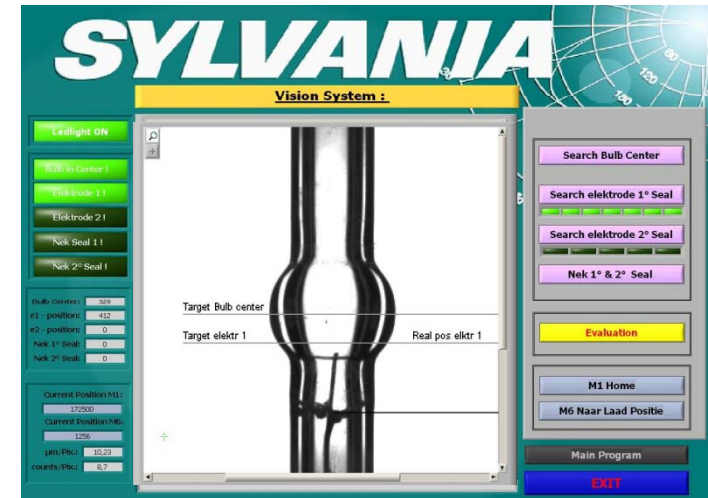 SYLVANIA
Vision System :
Ledlight ON
Bulb in Center !
Elektrode 1 !
Elektrode 2 !
Nek Seal 1 !
Nek 2° Seal !
Bulb Center: 329
e1 - position: 412
e2 - position: 0
Nek 1° Seal: 0
Nek 2° Seal: 0
Current Position M1:
172500
Current Position M6:
1256
µm/Pix.: 10,23
counts/Pix.: 8,7
Target Bulb center
Target elektr 1
Real pos elktr 1
30
60
120
Search Bulb Center
Search elektrode 1° Seal
Search elektrode 2° Seal
Nek 1° & 2° Seal
Evaluation
M1 Home
M6 Naar Laad Positie
Main Program
EXIT